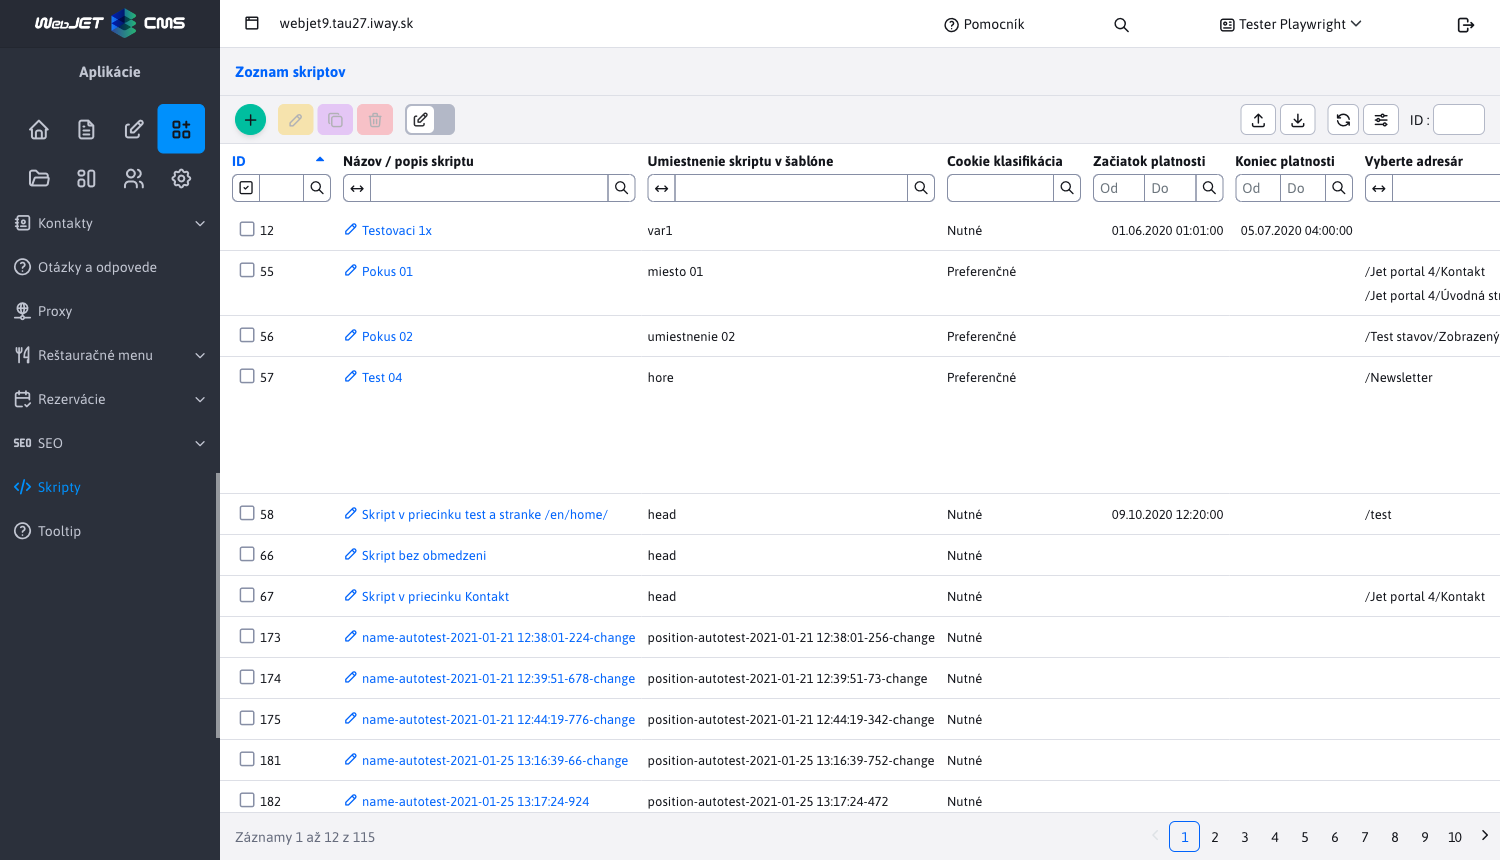 WebJET CMS
webjet9.tau27.iway.sk
Pomocník
Tester Playwright
Aplikácie
Kontakty
Otázky a odpovede
Proxy
Reštauračné menu
Rezervácie
SEO SEO
Skripty
Tooltip
Zoznam skriptov
ID :
ID Názov / popis skriptu Umiestnenie skriptu v šablóne Cookie klasifikácia Začiatok platnosti Koniec platnosti Vyberte adresár
Od Do Od Do
12 Testovaci 1x var1 Nutné 01.06.2020 01:01:00 05.07.2020 04:00:00
55 Pokus 01 miesto 01 Preferenčné /Jet portal 4/Kontakt
/Jet portal 4/Úvodná str
56 Pokus 02 umiestnenie 02 Preferenčné /Test stavov/Zobrazený
57 Test 04 hore Preferenčné /Newsletter
58 Skript v priecinku test a stranke /en/home/ head Nutné 09.10.2020 12:20:00 /test
66 Skript bez obmedzeni head Nutné
67 Skript v priecinku Kontakt head Nutné /Jet portal 4/Kontakt
173 name-autotest-2021-01-21 12:38:01-224-change position-autotest-2021-01-21 12:38:01-256-change Nutné
174 name-autotest-2021-01-21 12:39:51-678-change position-autotest-2021-01-21 12:39:51-73-change Nutné
175 name-autotest-2021-01-21 12:44:19-776-change position-autotest-2021-01-21 12:44:19-342-change Nutné
181 name-autotest-2021-01-25 13:16:39-66-change position-autotest-2021-01-25 13:16:39-752-change Nutné
182 name-autotest-2021-01-25 13:17:24-924 position-autotest-2021-01-25 13:17:24-472 Nutné
Záznamy 1 až 12 z 115
1 2 3 4 5 6 7 8 9 10